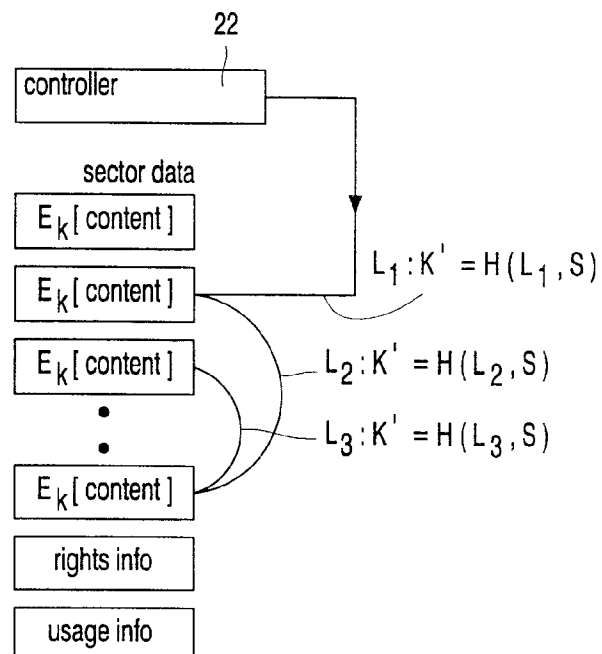 22
controller
sector data
E_k[content]
E_k[content]
L_1:K' = H(L_1,S)
E_k[content]
L_2:K' = H(L_2,S)
L_3:K' = H(L_3,S)
E_k[content]
rights info
usage info